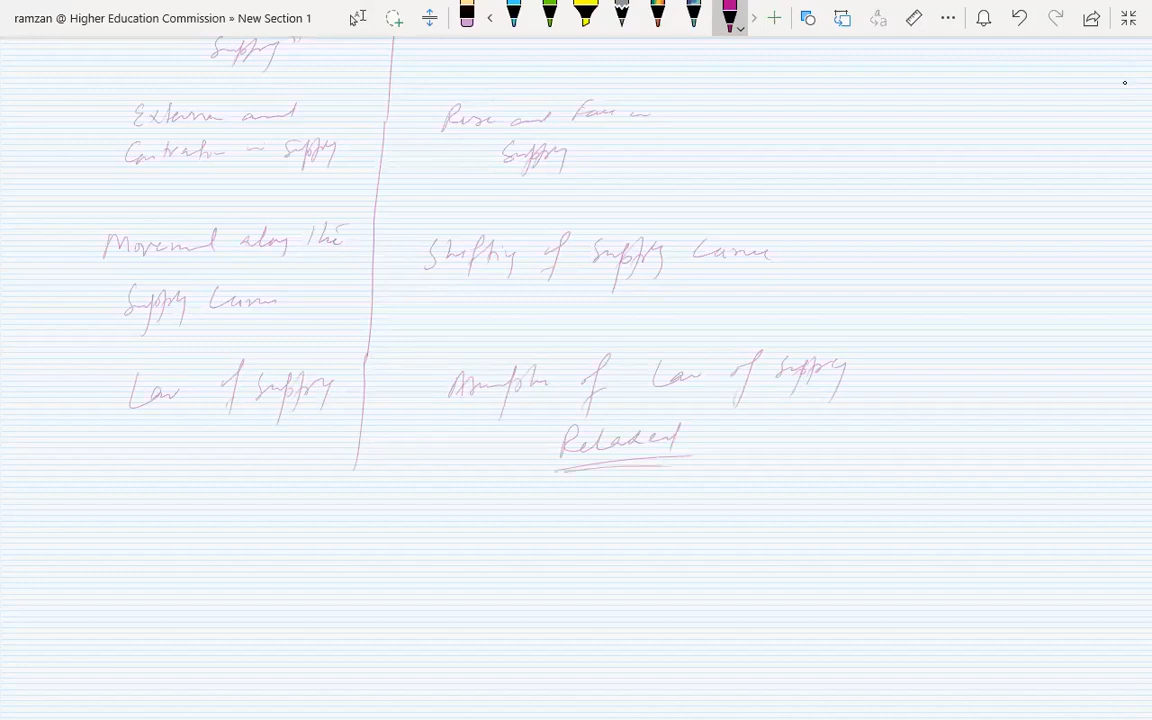 ramzan @ Higher Education Commission » New Section 1
Supply"
Extension and
Contraction in Supply
Rise and Fall in
Supply
Movement along the
Supply Curve
Shifting of Supply Curve
Law of Supply
Assumption of Law of Supply
Relaxed